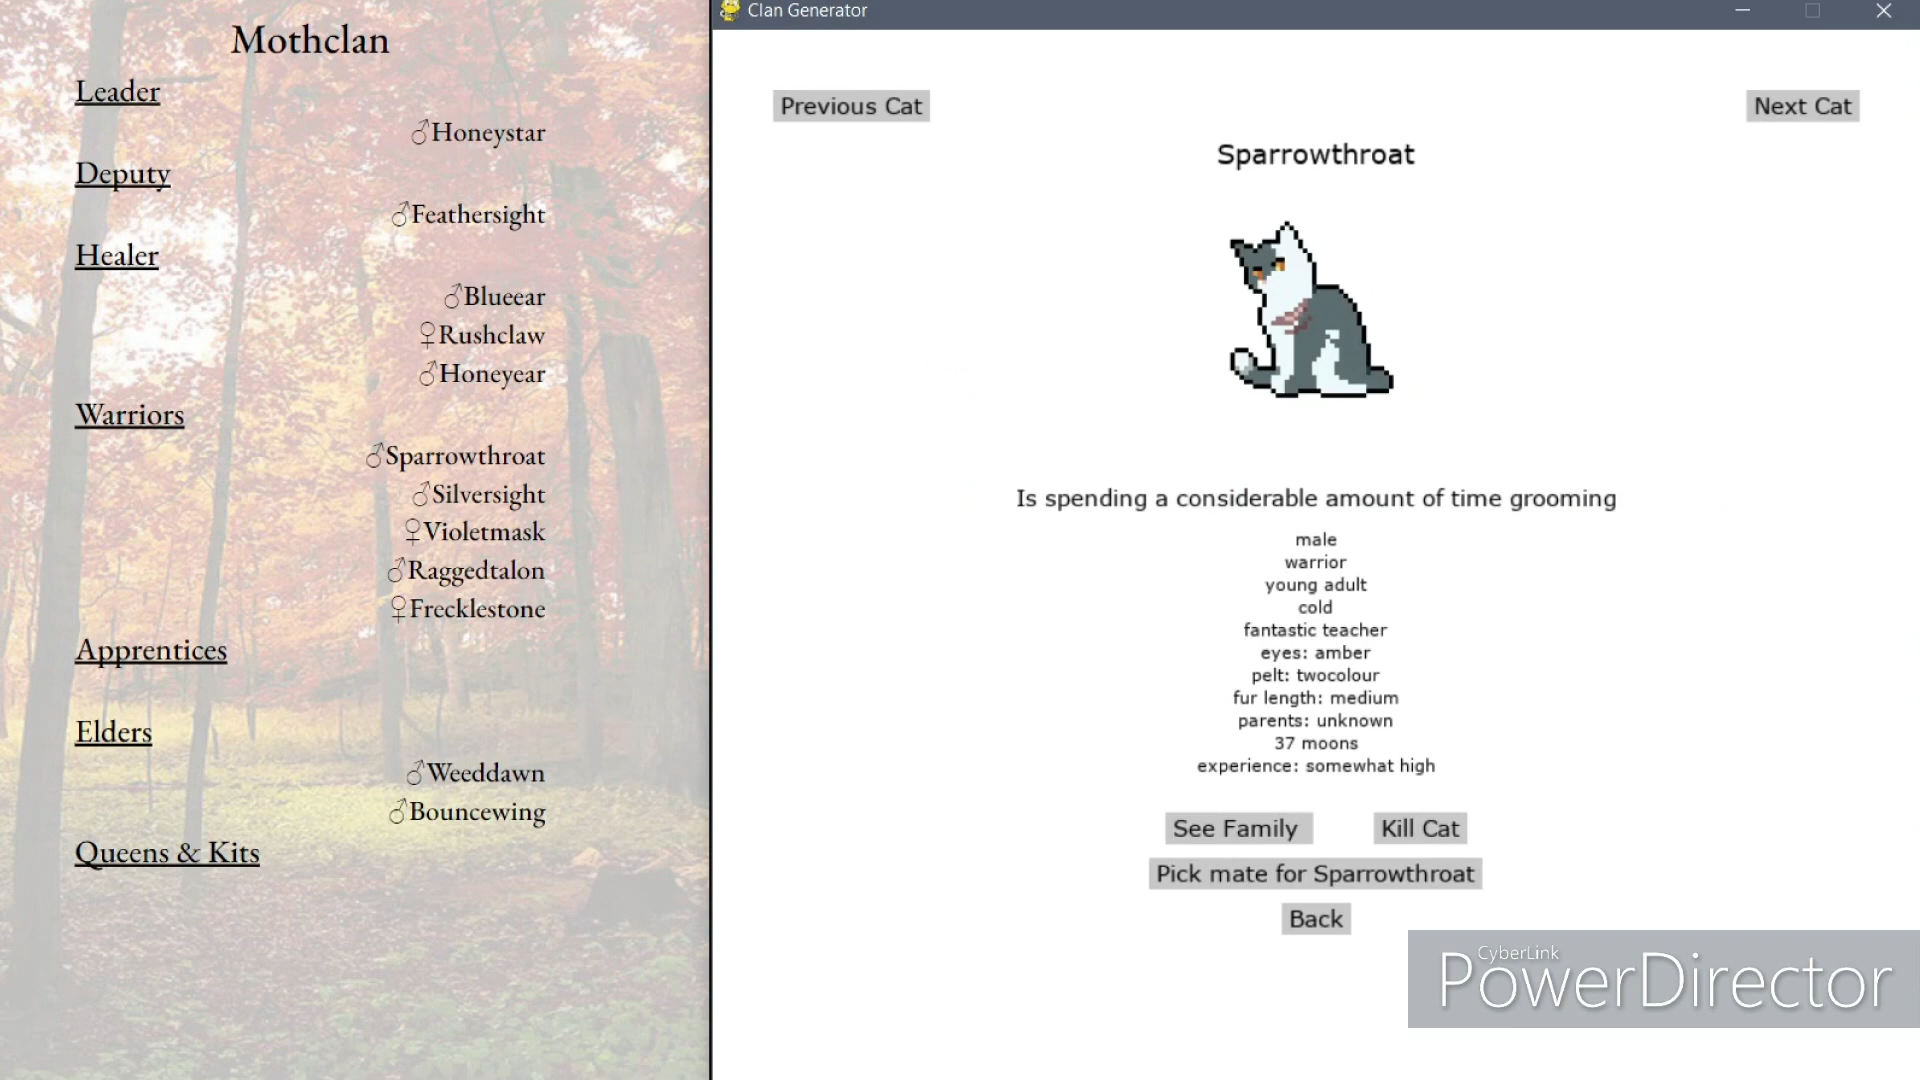 Mothclan
Leader
♂Honeystar
Deputy
♂Feathersight
Healer
♂Blueear
♀Rushclaw
♂Honeyear
Warriors
♂Sparrowthroat
♂Silversight
♀Violetmask
♂Raggedtalon
♀Frecklestone
Apprentices
Elders
♂Weeddawn
♂Bouncewing
Queens & Kits
Clan Generator
Previous Cat
Next Cat
Sparrowthroat
Is spending a considerable amount of time grooming
male
warrior
young adult
cold
fantastic teacher
eyes: amber
pelt: twocolour
fur length: medium
parents: unknown
37 moons
experience: somewhat high
See Family
Kill Cat
Pick mate for Sparrowthroat
Back
CyberLink
PowerDirector